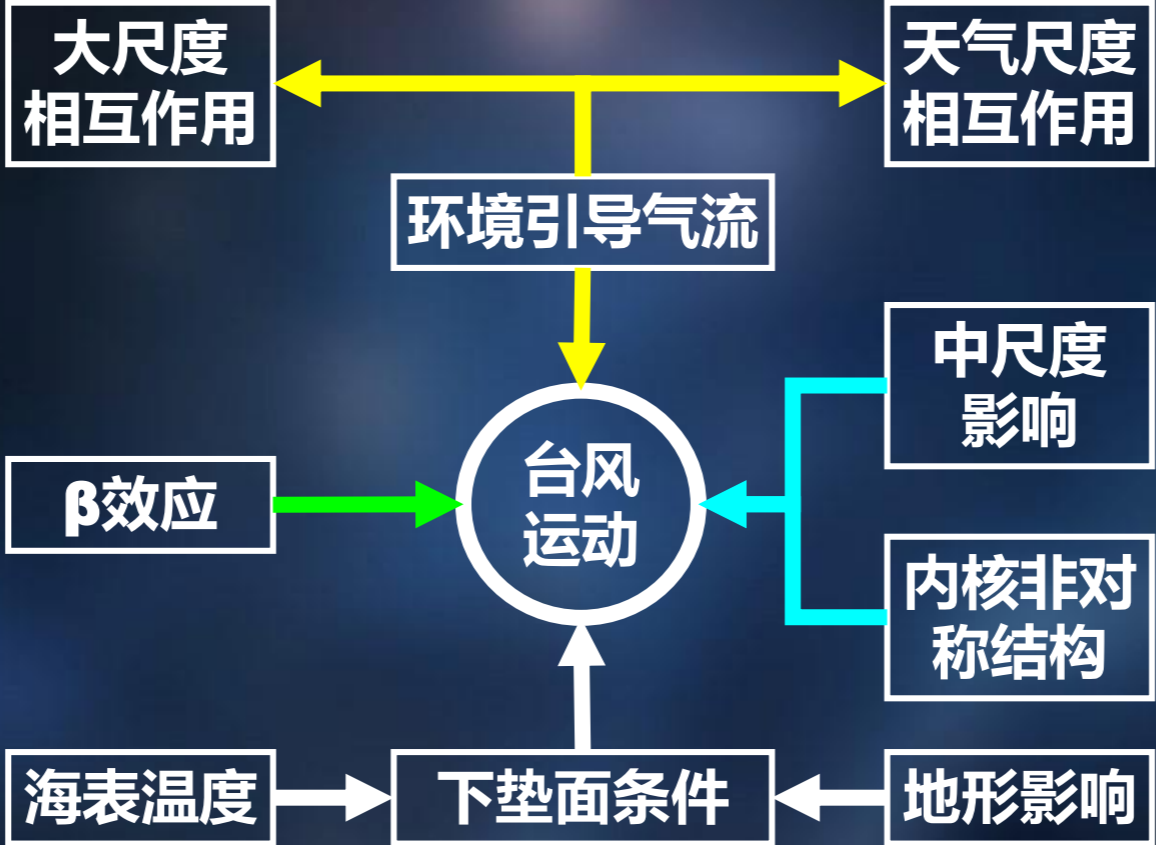 大尺度
相互作用
天气尺度
相互作用
环境引导气流
中尺度
影响
台风
运动
β效应
内核非对
称结构
海表温度
下垫面条件
地形影响